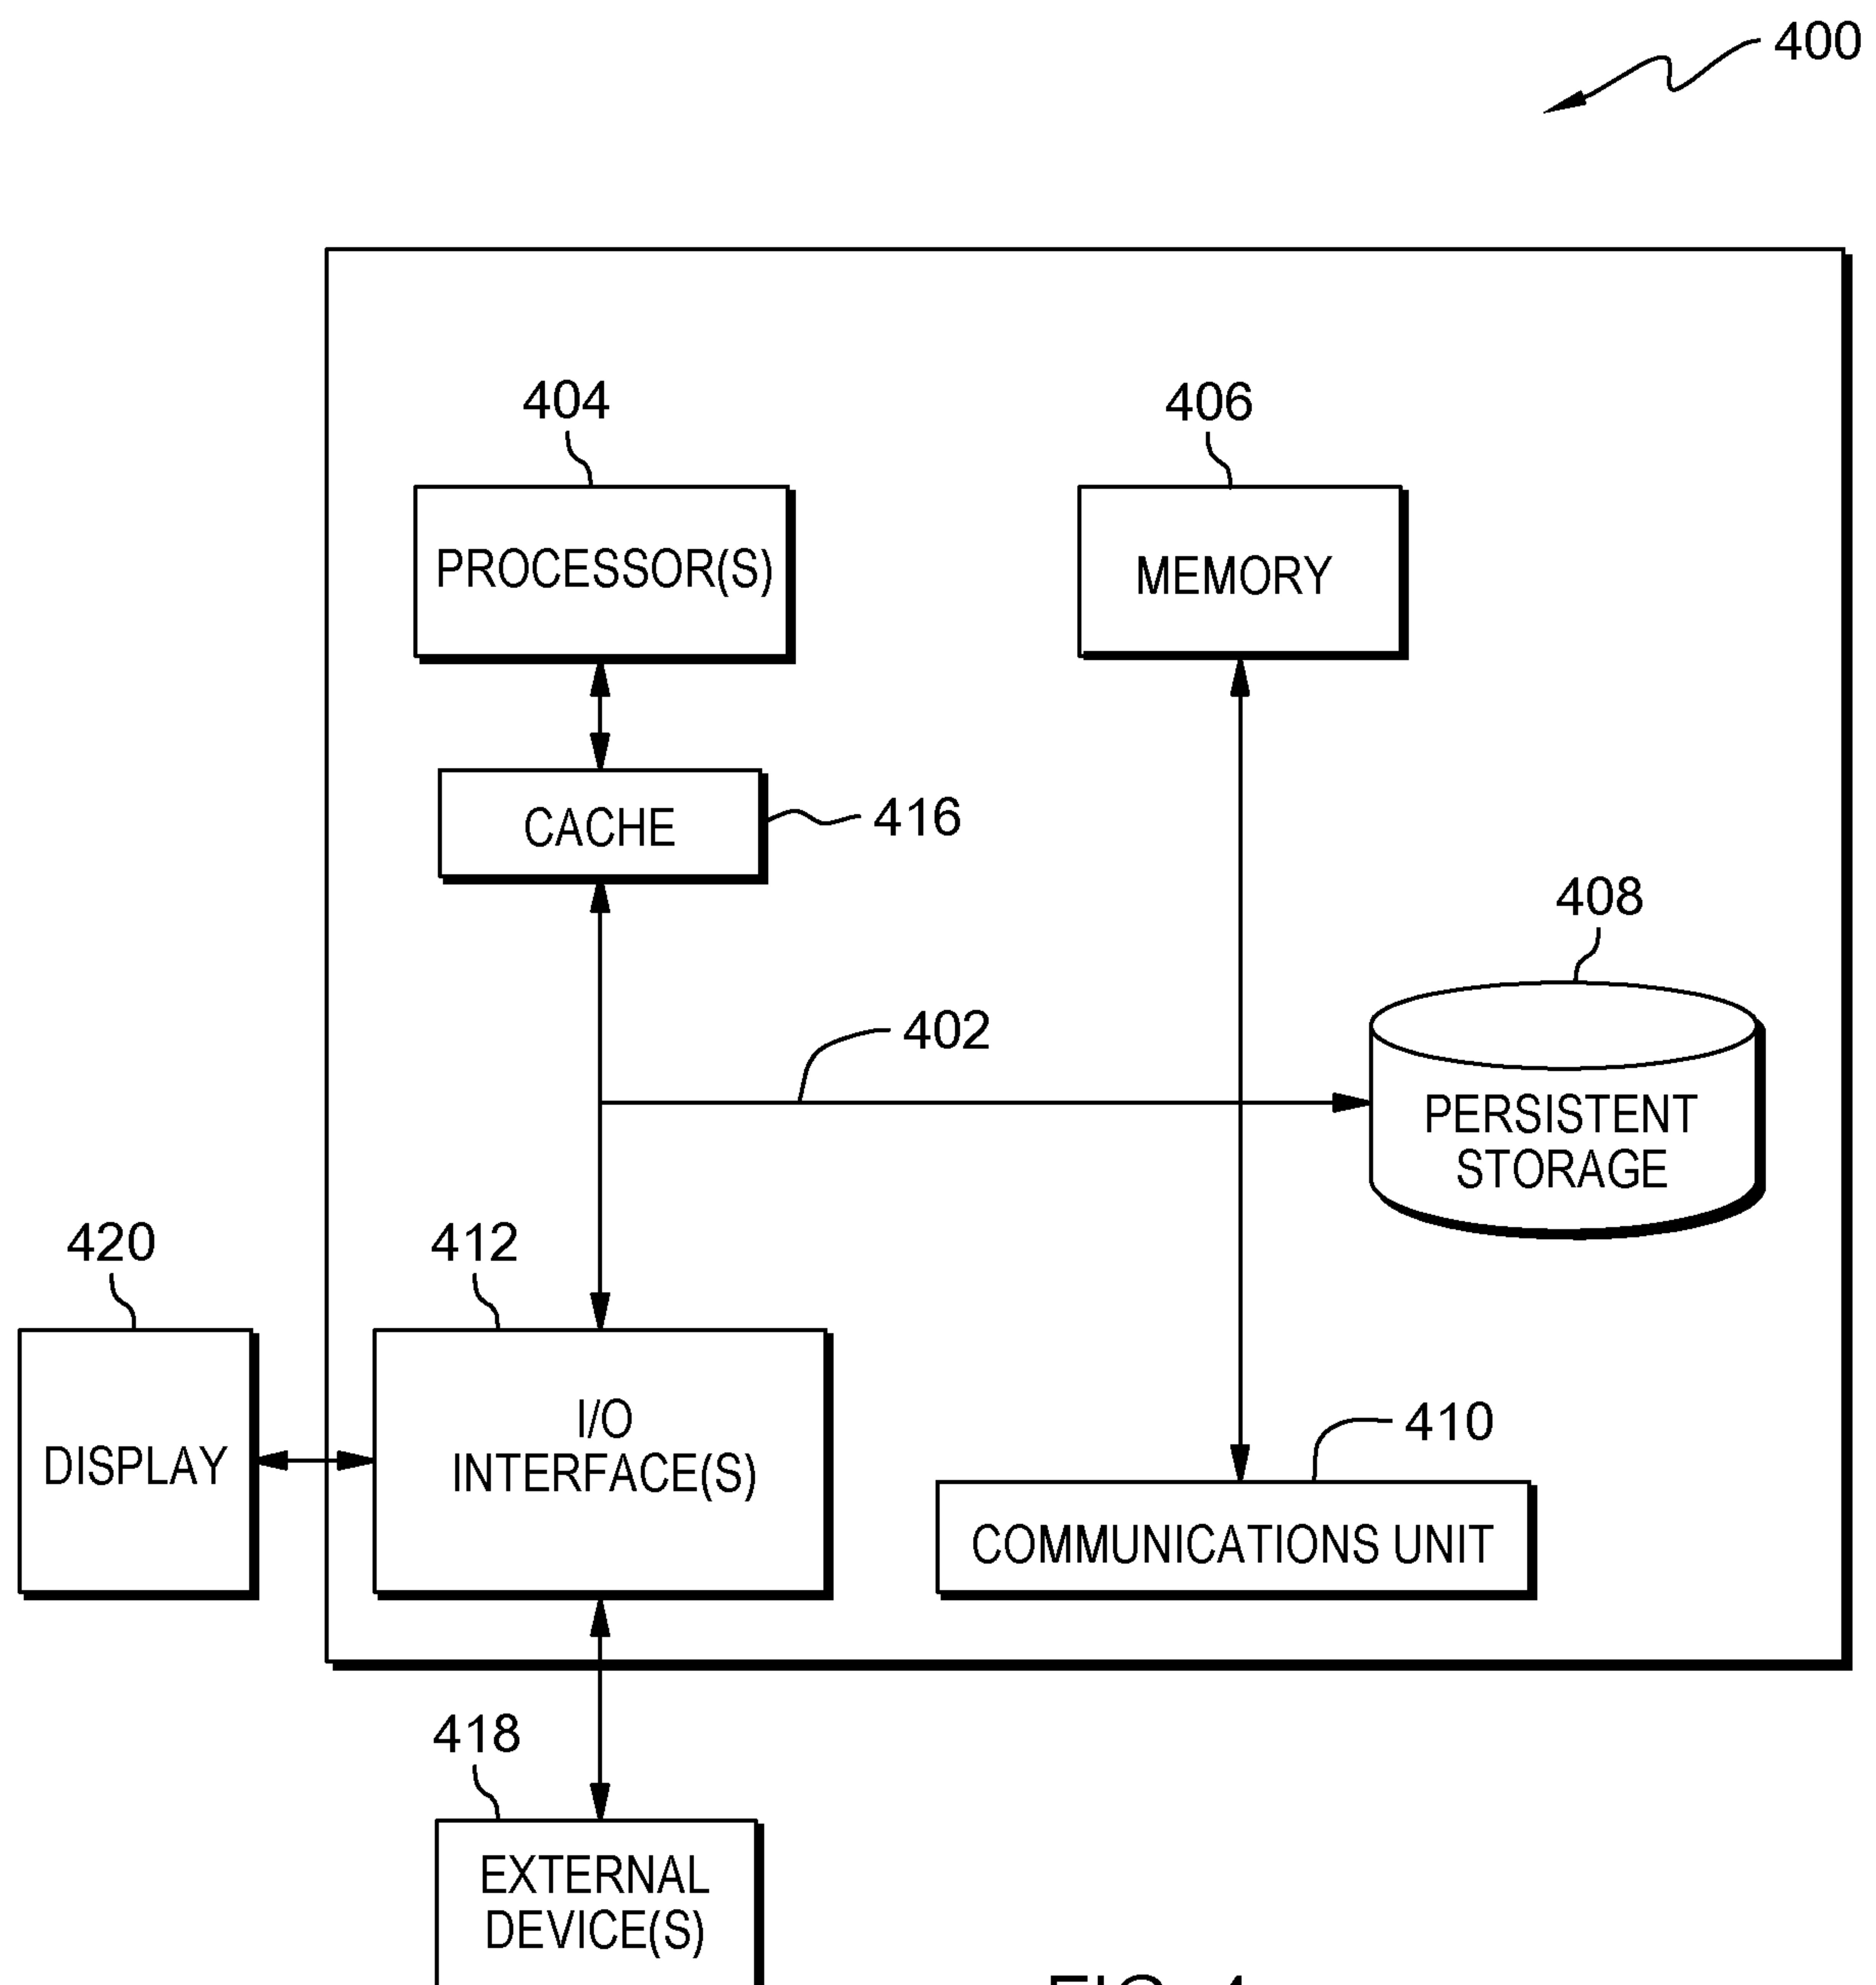 400
404
406
PROCESSOR(S)
MEMORY
CACHE
416
408
402
PERSISTENT
STORAGE
420
412
DISPLAY
I/O
INTERFACE(S)
410
COMMUNICATIONS UNIT
418
EXTERNAL
DEVICE(S)